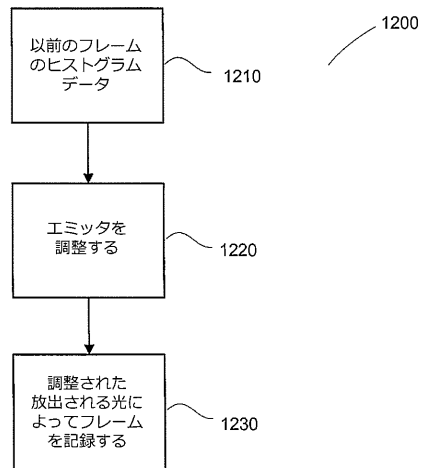 1200
以前のフレーム
のヒストグラム
データ
1210
エミッタを
調整する
1220
調整された
放出される光に
よってフレーム
を記録する
1230